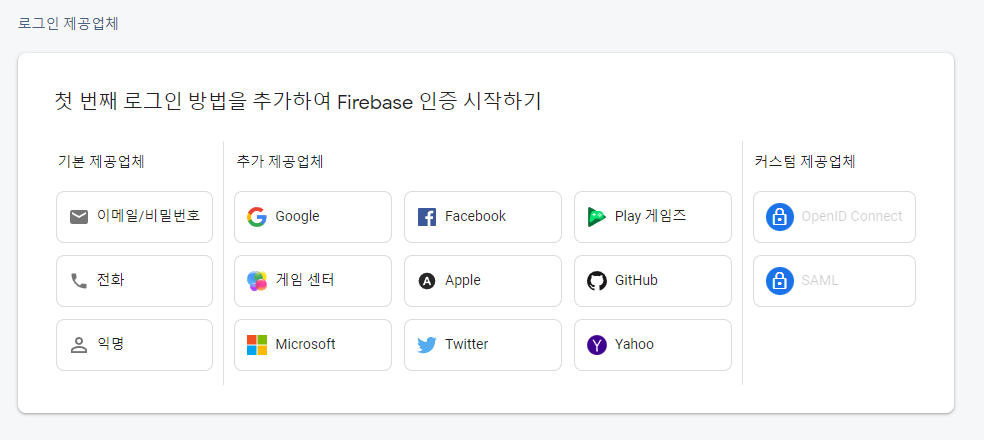 로그인 제공업체
첫 번째 로그인 방법을 추가하여 Firebase 인증 시작하기
기본 제공업체
이메일/비밀번호
전화
익명
추가 제공업체
Google
Facebook
Play 게임즈
게임 센터
Apple
GitHub
Microsoft
Twitter
Yahoo
커스텀 제공업체
OpenID Connect
SAML